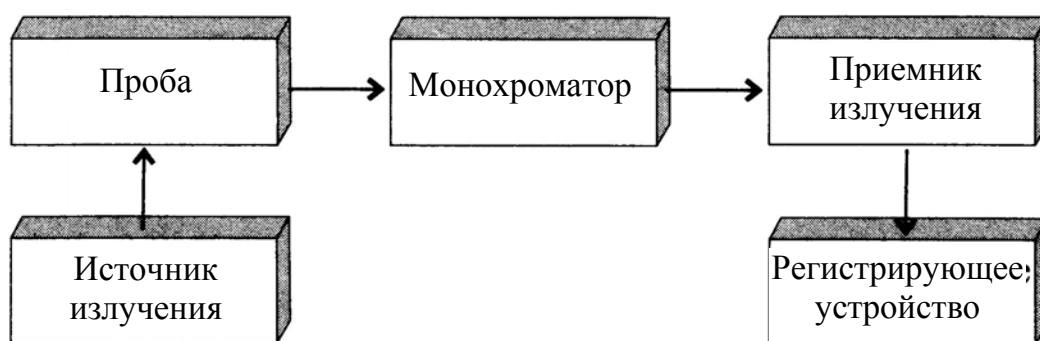 Проба
Монохроматор
Приемник
излучения
Источник
излучения
Регистрирующее
устройство